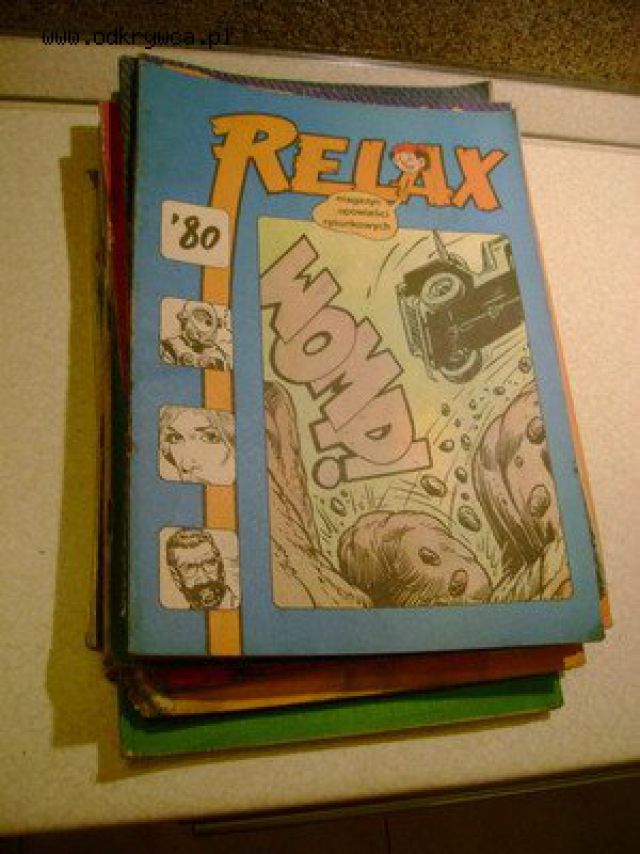 www.odkrywca.pl
RELAX
magazyn
opowieści
rysunkowych
'80
WOMP!